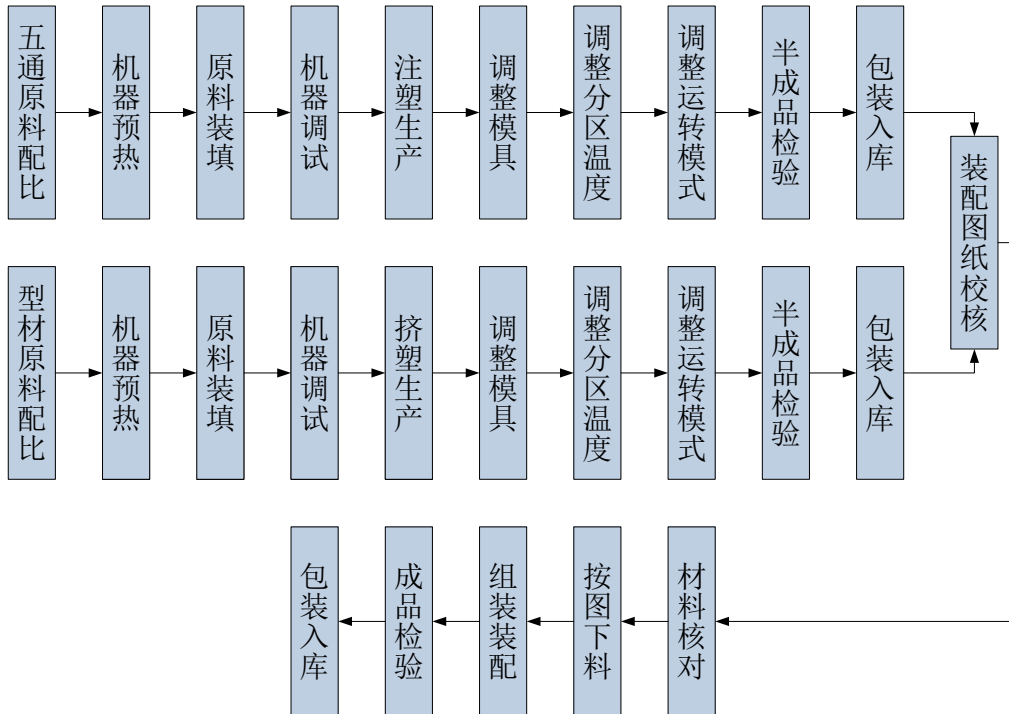 五通原料配比
机器预热
原料装填
机器调试
注塑生产
调整模具
调整分区温度
调整运转模式
半成品检验
包装入库
装配图纸校核
型材原料配比
机器预热
原料装填
机器调试
挤塑生产
调整模具
调整分区温度
调整运转模式
半成品检验
包装入库
包装入库
成品检验
组装装配
按图下料
材料核对